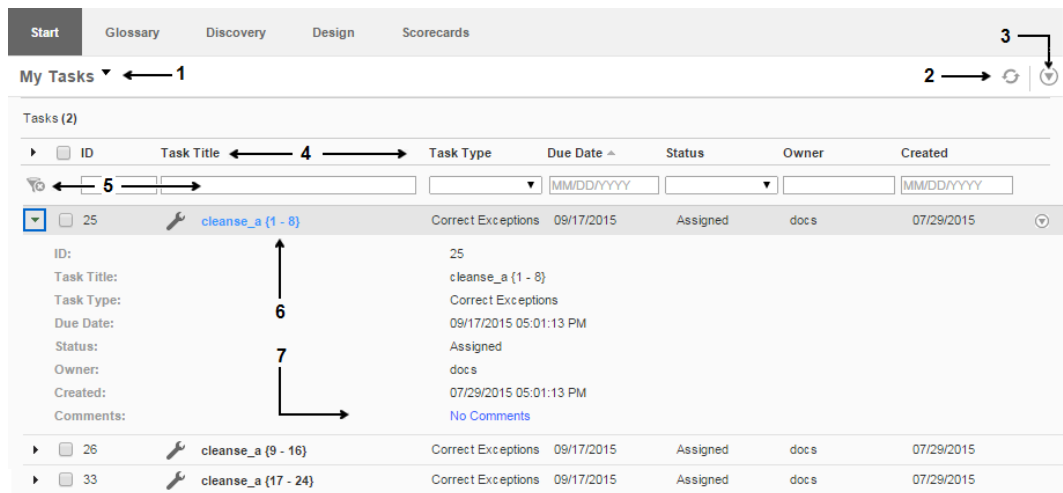 Start Glossary Discovery Design Scorecards
3
My Tasks 1 2
Tasks (2)
ID Task Title 4 Task Type Due Date Status Owner Created
5 MM/DD/YYYY MM/DD/YYYY
25 cleanse_a {1 - 8} Correct Exceptions 09/17/2015 Assigned docs 07/29/2015
ID: 25
Task Title: cleanse_a {1 - 8}
Task Type: Correct Exceptions
6
Due Date: 09/17/2015 05:01:13 PM
Status: Assigned
7
Owner: docs
Created: 07/29/2015 05:01:13 PM
Comments: No Comments
26 cleanse_a {9 - 16} Correct Exceptions 09/17/2015 Assigned docs 07/29/2015
33 cleanse_a {17 - 24} Correct Exceptions 09/17/2015 Assigned docs 07/29/2015